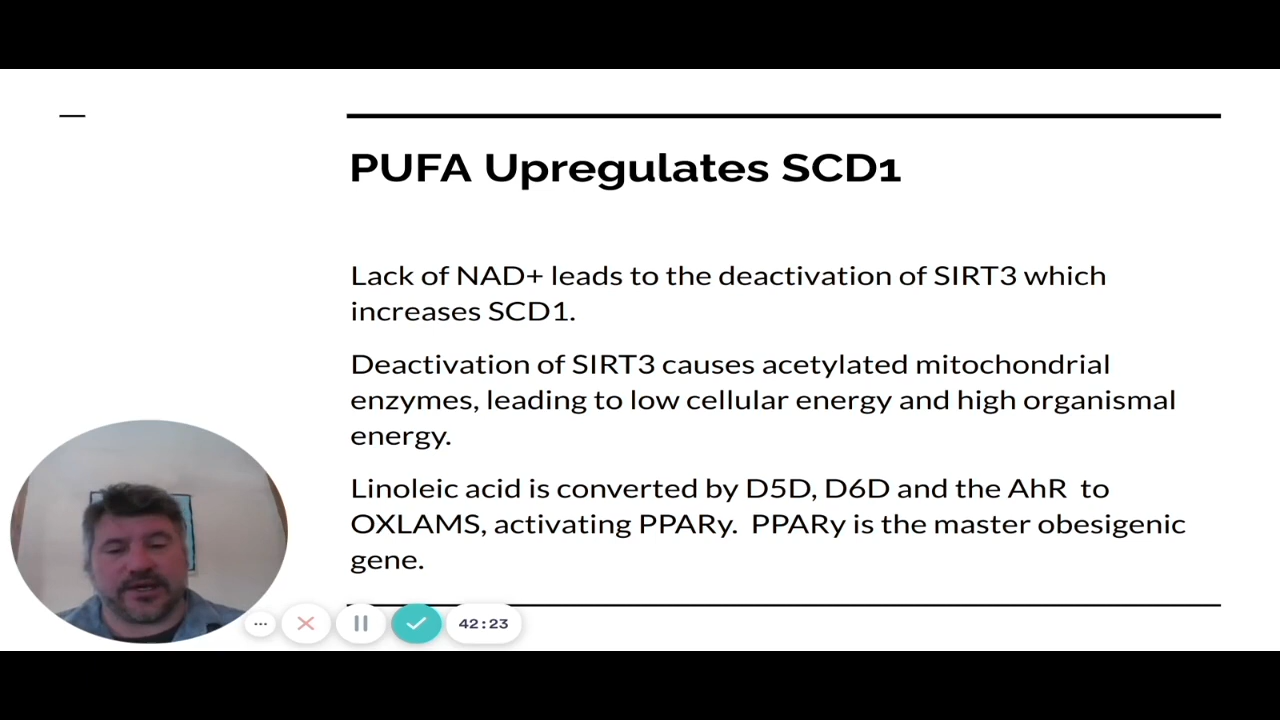 PUFA Upregulates SCD1
Lack of NAD+ leads to the deactivation of SIRT3 which
increases SCD1.
Deactivation of SIRT3 causes acetylated mitochondrial
enzymes, leading to low cellular energy and high organismal
energy.
Linoleic acid is converted by D5D, D6D and the AhR to
OXLAMS, activating PPARy. PPARy is the master obesigenic
gene.
42:23